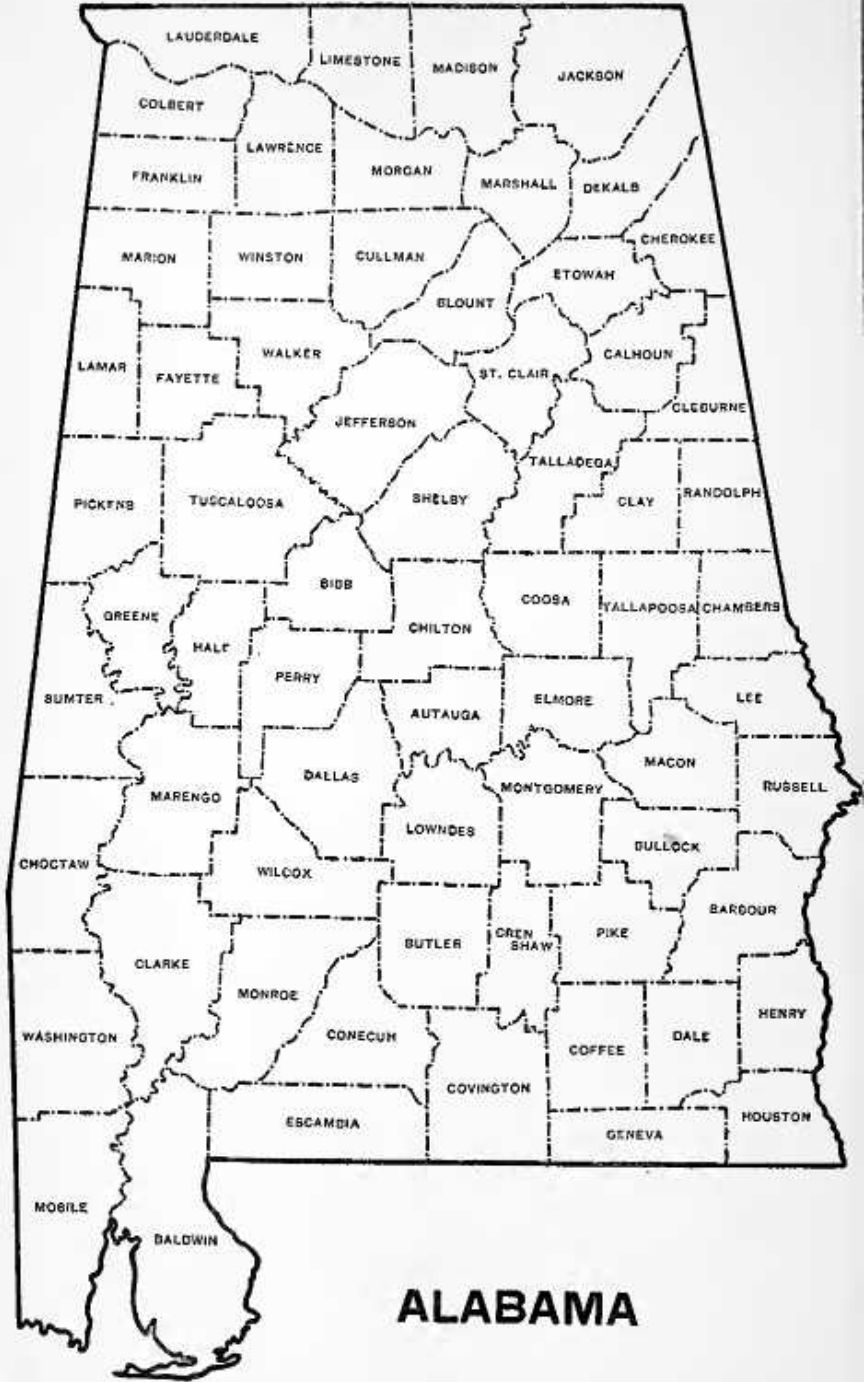 LAUDERDALE
LIMESTONE
MADISON
JACKSON
COLBERT
LAWRENCE
FRANKLIN
MORGAN
MARSHALL
DEKALB
CHEROKEE
MARION
WINSTON
CULLMAN
ETOWAH
BLOUNT
LAMAR
FAYETTE
WALKER
ST. CLAIR
CALHOUN
CLEBURNE
JEFFERSON
TALLADEGA
PICKENS
TUSCALOOSA
SHELBY
CLAY
RANDOLPH
BIBB
GREENE
HALE
CHILTON
COOSA
TALLAPOOSA
CHAMBERS
SUMTER
PERRY
AUTAUGA
ELMORE
LEE
MARENGO
DALLAS
LOWNDES
MONTGOMERY
MACON
RUSSELL
CHOCTAW
WILCOX
BULLOCK
BARBOUR
CLARKE
BUTLER
CREN
SHAW
PIKE
MONROE
WASHINGTON
CONECUH
COVINGTON
COFFEE
DALE
HENRY
ESCAMBIA
GENEVA
HOUSTON
MOBILE
BALDWIN
ALABAMA